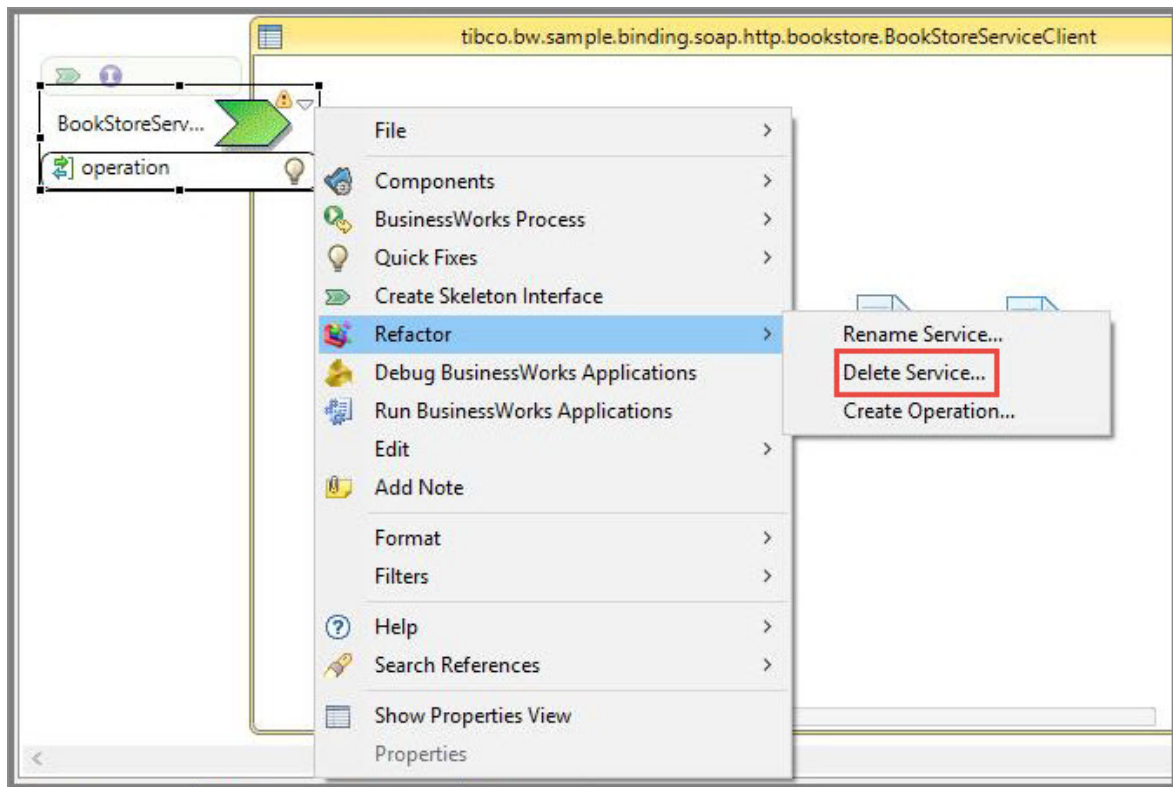 tibco.bw.sample.binding.soap.http.bookstore.BookStoreServiceClient
BookStoreServ...
operation
File
Components
BusinessWorks Process
Quick Fixes
Create Skeleton Interface
Refactor
Rename Service...
Delete Service...
Create Operation...
Debug BusinessWorks Applications
Run BusinessWorks Applications
Edit
Add Note
Format
Filters
Help
Search References
Show Properties View
Properties